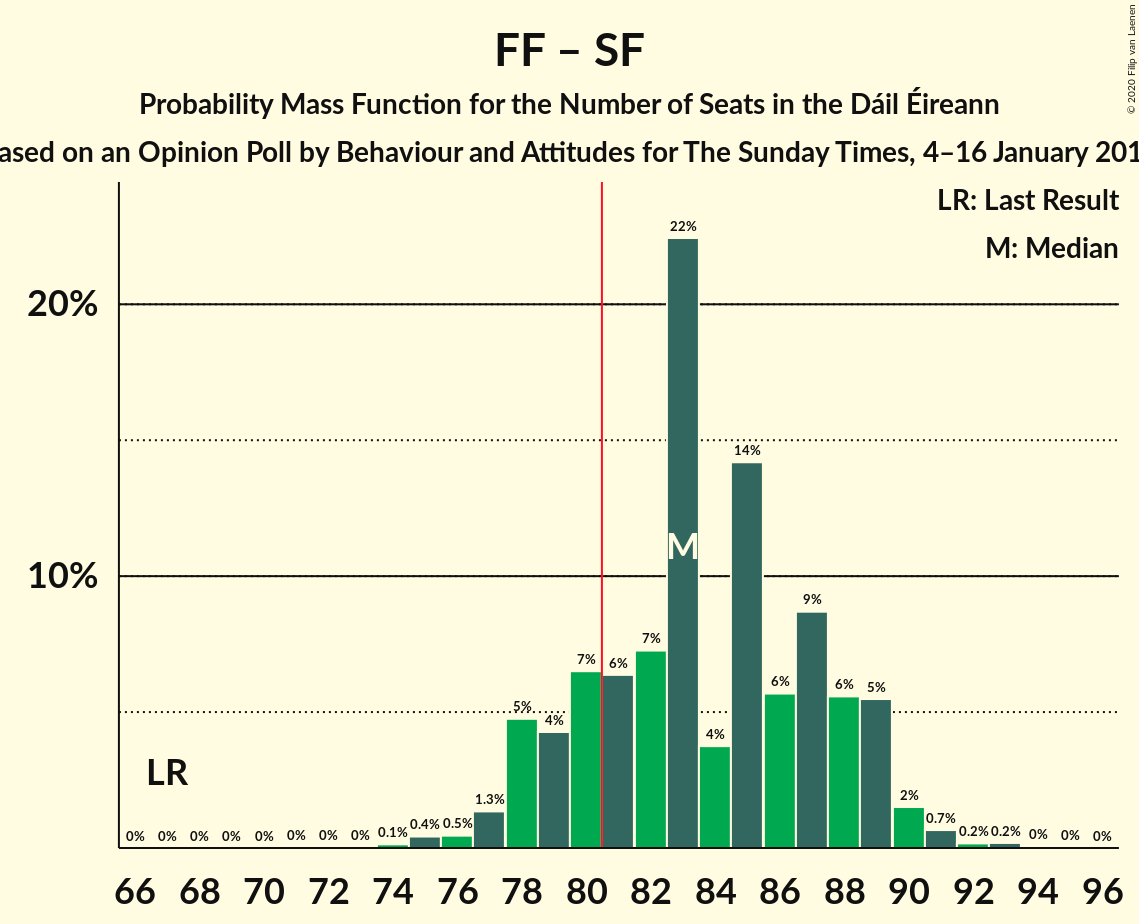 FF – SF
Probability Mass Function for the Number of Seats in the Dáil Éireann
ased on an Opinion Poll by Behaviour and Attitudes for The Sunday Times, 4–16 January 201
© 2020 Filip van Laenen
LR: Last Result
M: Median
20%
10%
22%
14%
9%
7%
7%
6%
6%
6%
5%
5%
4%
4%
M
LR
0% 0% 0% 0% 0% 0% 0% 0% 0.1% 0.4% 0.5% 1.3% 2% 0.7% 0.2% 0.2% 0% 0% 0%
66 68 70 72 74 76 78 80 82 84 86 88 90 92 94 96